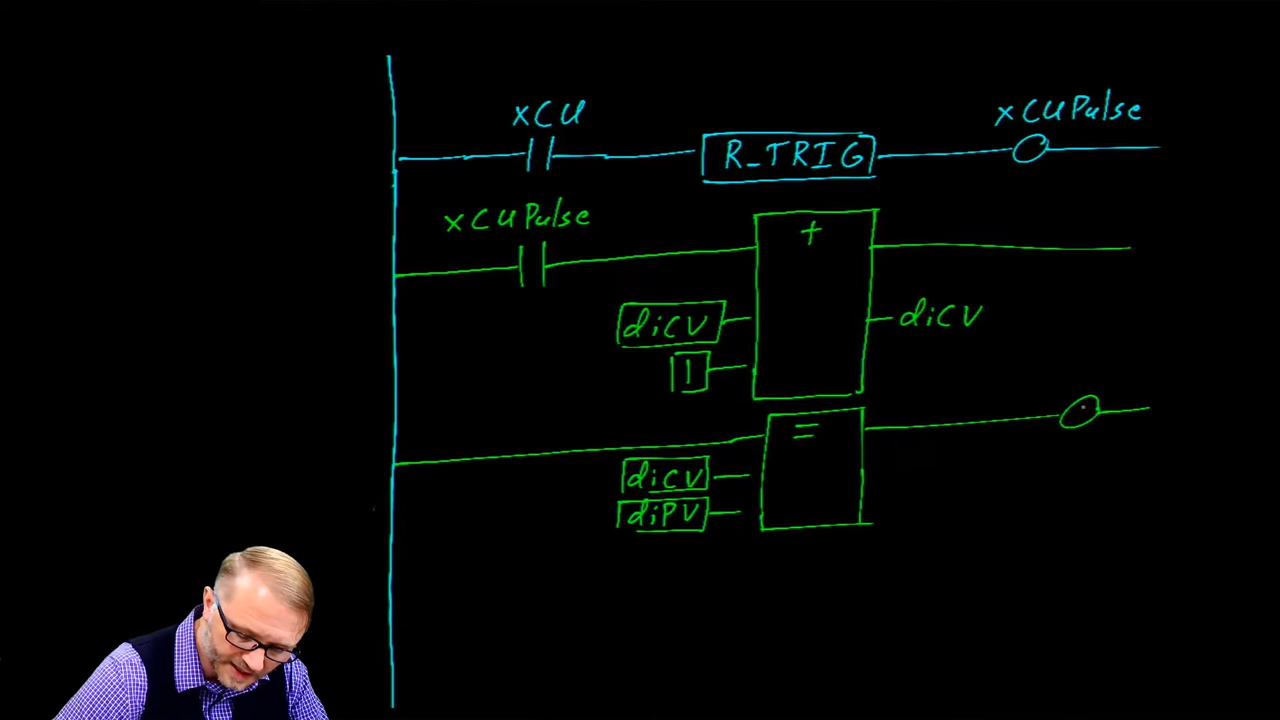 xCU
xCUPulse
R_TRIG
xCUPulse
+
diCV
diCV
1
=
diCV
diPV